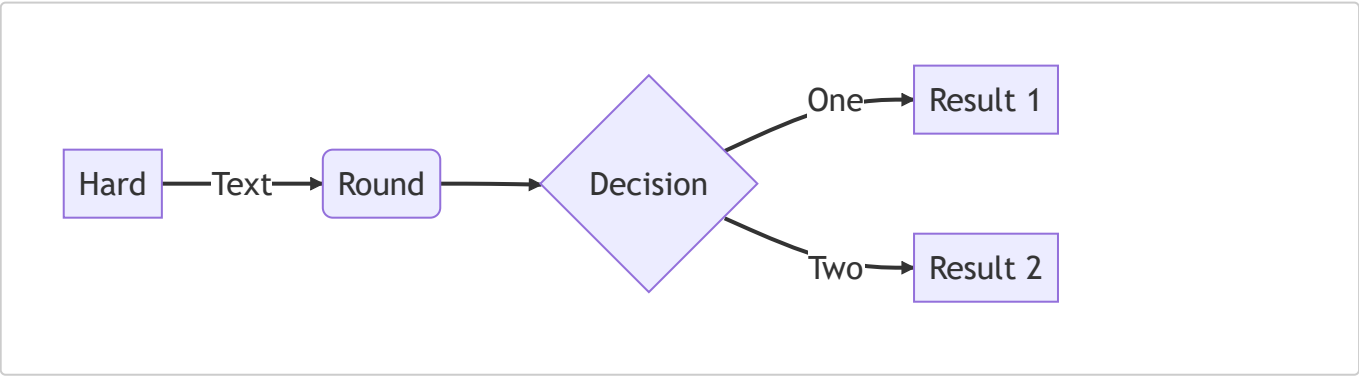 Hard
Text
Round
Decision
One
Result 1
Two
Result 2